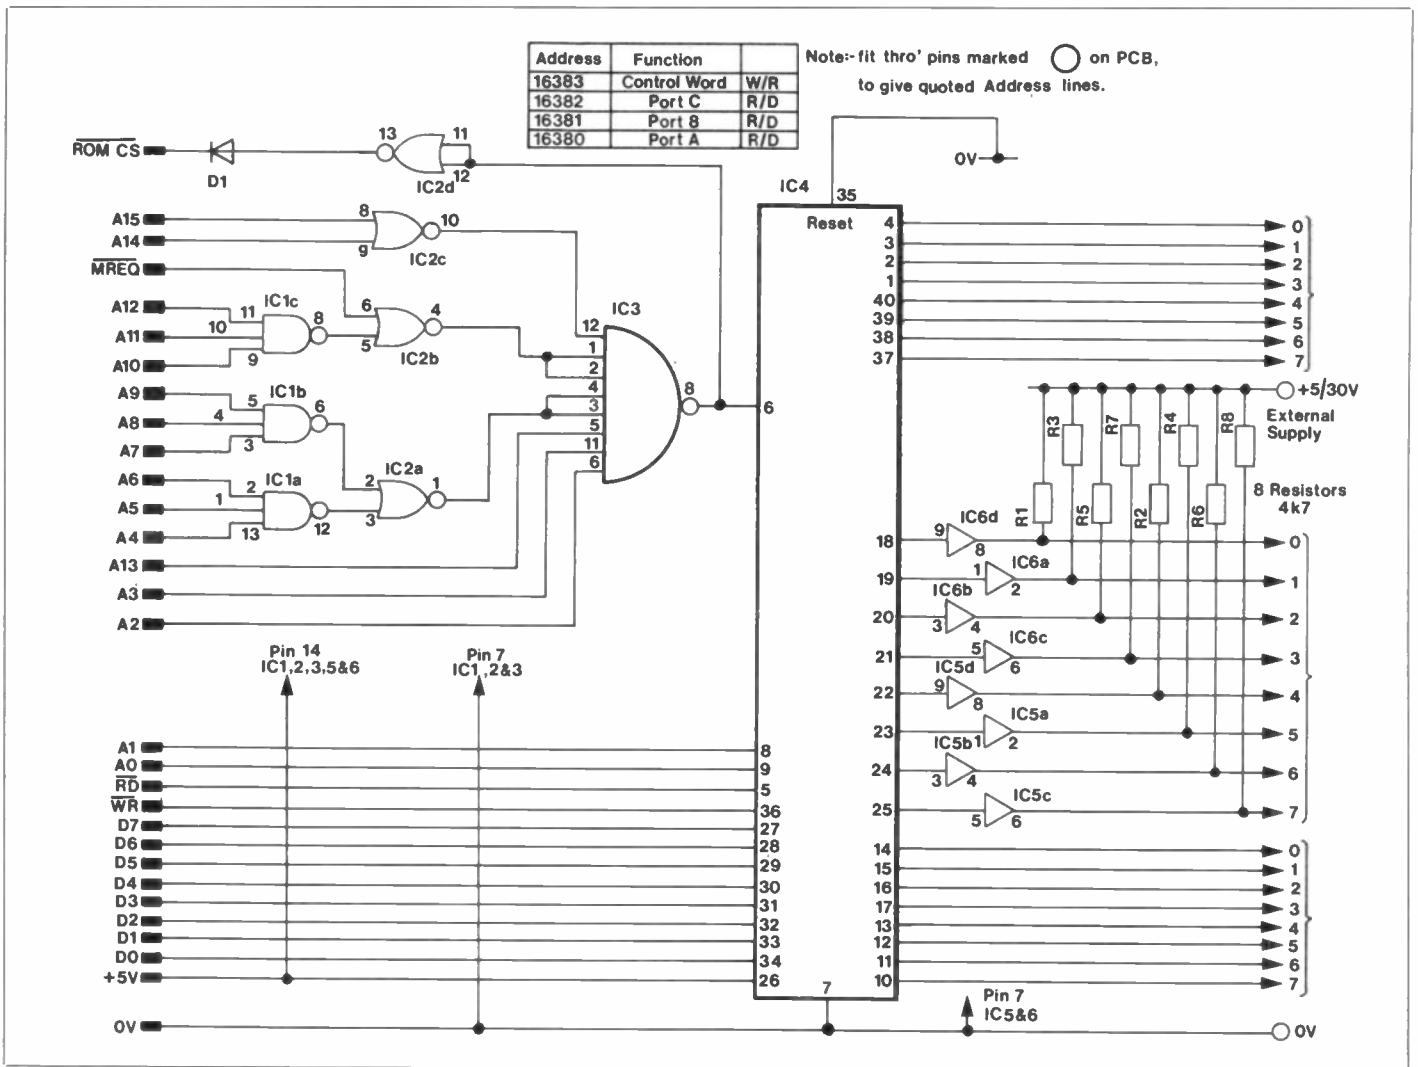 Address Function
16383 Control Word W/R
16382 Port C R/D
16381 Port 8 R/D
16380 Port A R/D
Note:-fit thro' pins marked on PCB,
to give quoted Address lines.
ROM CS
D1
13
11
12
IC2d
0V
IC4
35
Reset
A15
A14
8
9
10
IC2c
MREQ
A12
A11
A10
11
10
9
IC1c
8
6
5
4
IC2b
A9
A8
A7
5
4
3
IC1b
6
A6
A5
A4
2
1
13
IC1a
12
2
3
IC2a
1
A13
A3
A2
IC3
12
1
2
4
3
5
11
6
8
6
4 0
3 1
2 2
1 3
40 4
39 5
38 6
37 7
+5/30V
External
Supply
R3 R7 R4 R8
R1 R5 R2 R6
8 Resistors
4k7
18 9 IC6d 8 0
19 1 IC6a 2 1
20 3 IC6b 4 2
21 5 IC6c 6 3
22 9 IC5d 8 4
23 1 IC5a 2 5
24 3 IC5b 4 6
25 5 IC5c 6 7
Pin 14
IC1,2,3,5&6
Pin 7
IC1,2&3
A1 8
A0 9
RD 5
WR 36
D7 27
D6 28
D5 29
D4 30
D3 31
D2 32
D1 33
D0 34
+5V 26
14 0
15 1
16 2
17 3
13 4
12 5
11 6
10 7
7
Pin 7
IC5&6
0V
0V